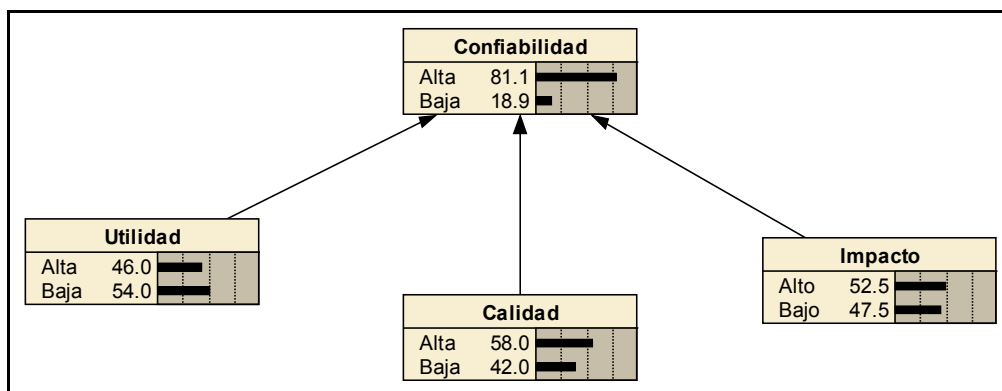 Confiabilidad
Alta 81.1
Baja 18.9
Utilidad
Alta 46.0
Baja 54.0
Impacto
Alto 52.5
Bajo 47.5
Calidad
Alta 58.0
Baja 42.0